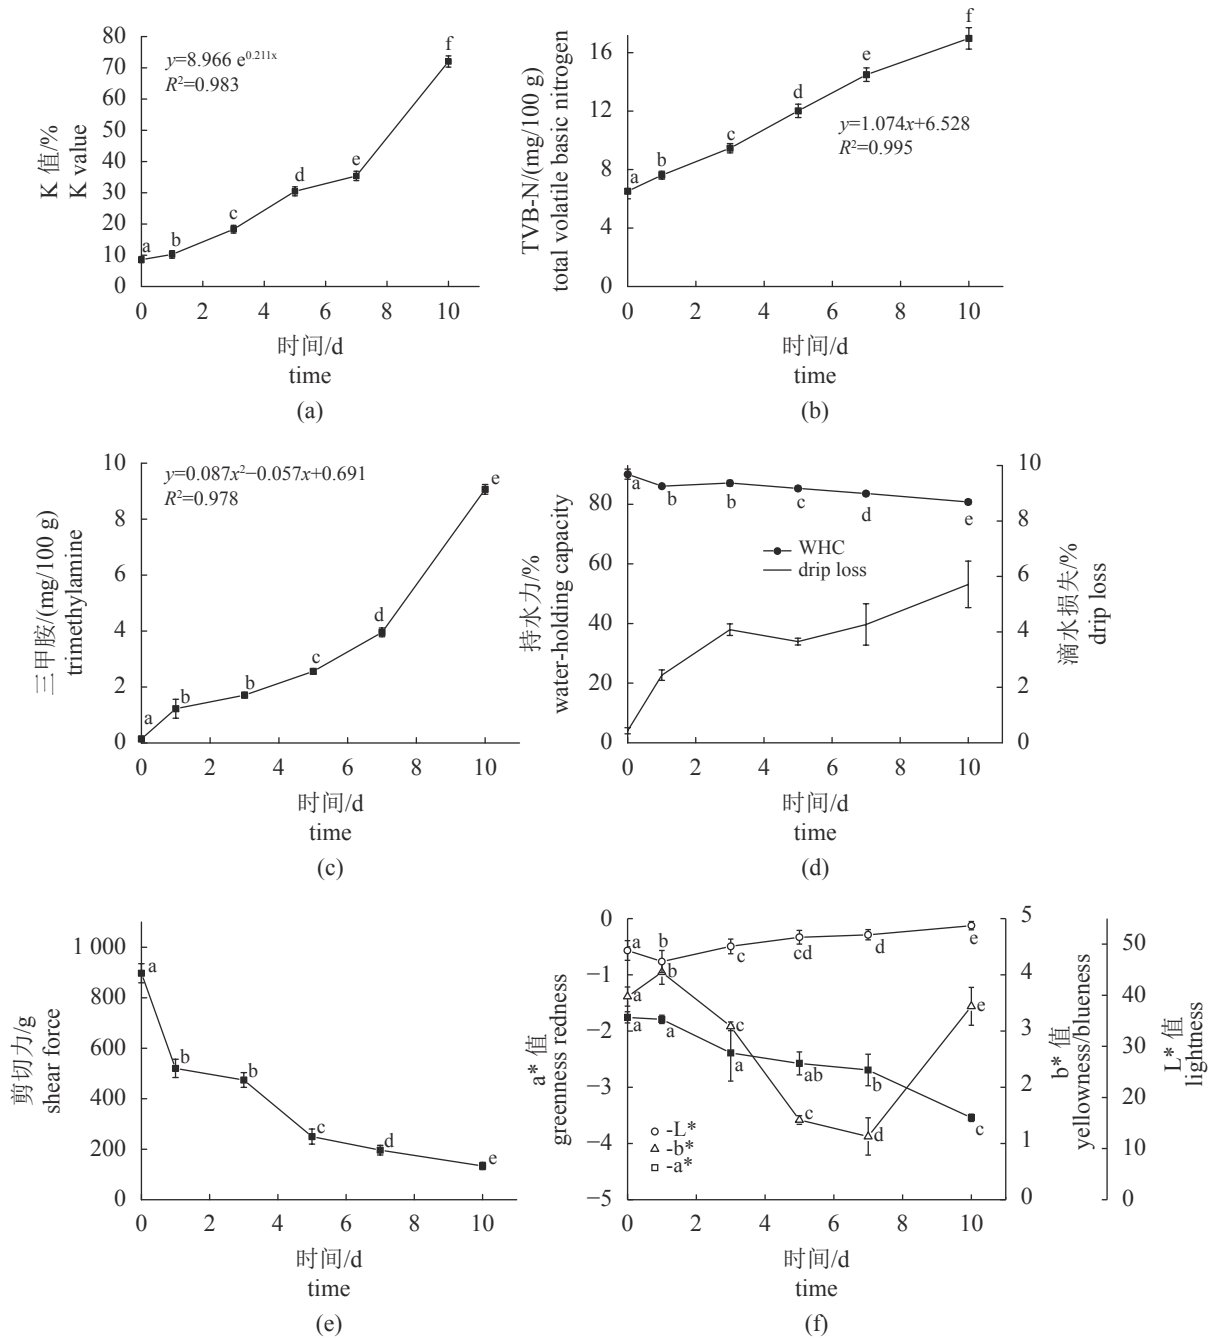 80
70
60
50
40
30
20
10
0
K 值/%
K value
y=8.966 e^0.211x
R²=0.983
a
b
c
d
e
f
0 2 4 6 8 10
时间/d
time
(a)
16
12
8
4
0
TVB-N/(mg/100 g)
total volatile basic nitrogen
y=1.074x+6.528
R²=0.995
a
b
c
d
e
f
0 2 4 6 8 10
时间/d
time
(b)
10
8
6
4
2
0
三甲胺/(mg/100 g)
trimethylamine
y=0.087x²−0.057x+0.691
R²=0.978
a
b
b
c
d
e
0 2 4 6 8 10
时间/d
time
(c)
80
60
40
20
0
持水力/%
water-holding capacity
a
b
b
c
d
e
WHC
drip loss
10
8
6
4
2
0
滴水损失/%
drip loss
0 2 4 6 8 10
时间/d
time
(d)
1 000
800
600
400
200
0
剪切力/g
shear force
a
b
b
c
d
e
0 2 4 6 8 10
时间/d
time
(e)
0
−1
−2
−3
−4
−5
a* 值
greenness redness
a
b
c
cd
d
e
a
b
c
c
d
e
a
a
a
ab
b
c
-L*
-b*
-a*
5
4
3
2
1
0
b* 值
yellowness/blueness
50
40
30
20
10
0
L* 值
lightness
0 2 4 6 8 10
时间/d
time
(f)